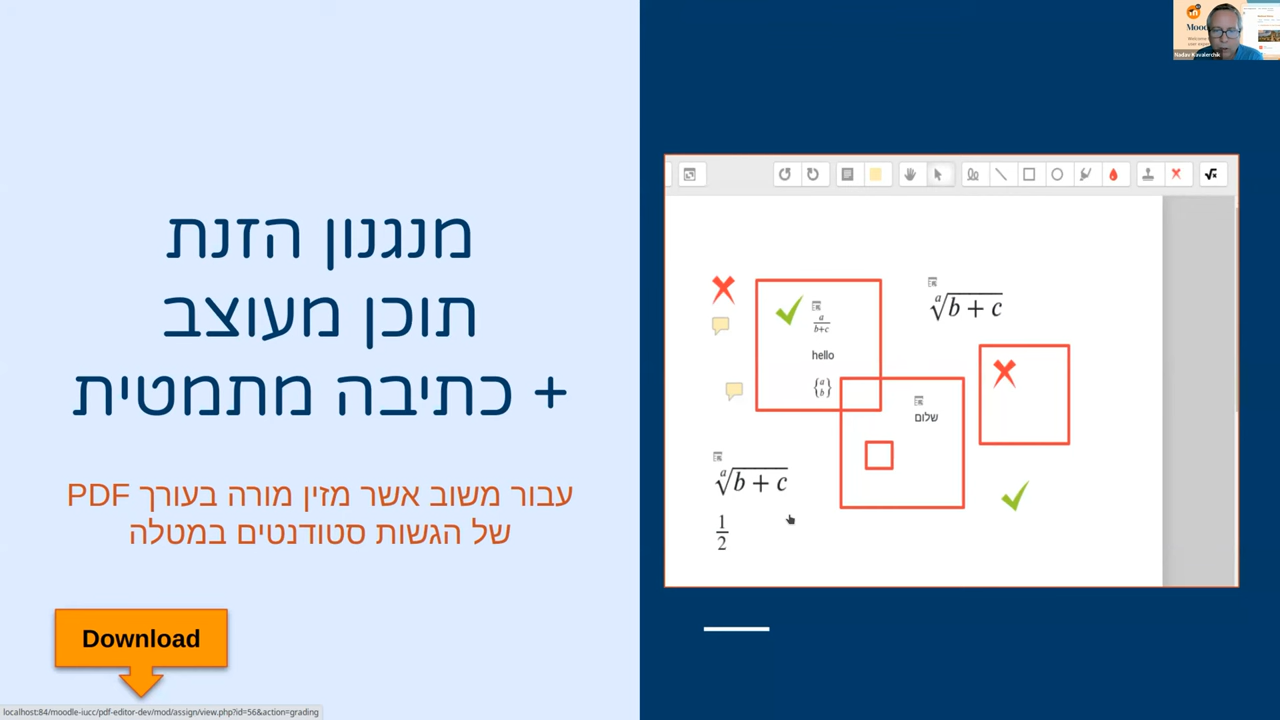 מנגנון הזנת
תוכן מעוצב
+ כתיבה מתמטית
עבור משוב אשר מזין מורה בעורך PDF
של הגשות סטודנטים במטלה
Download
localhost:84/moodle-iucc/pdf-editor-dev/mod/assign/view.php?id=56&action=grading
Nadav Kavalerchik
√x
a/(b+c)
hello
{a b}
ᵃ√(b + c)
שלום
ᵃ√(b + c)
1/2